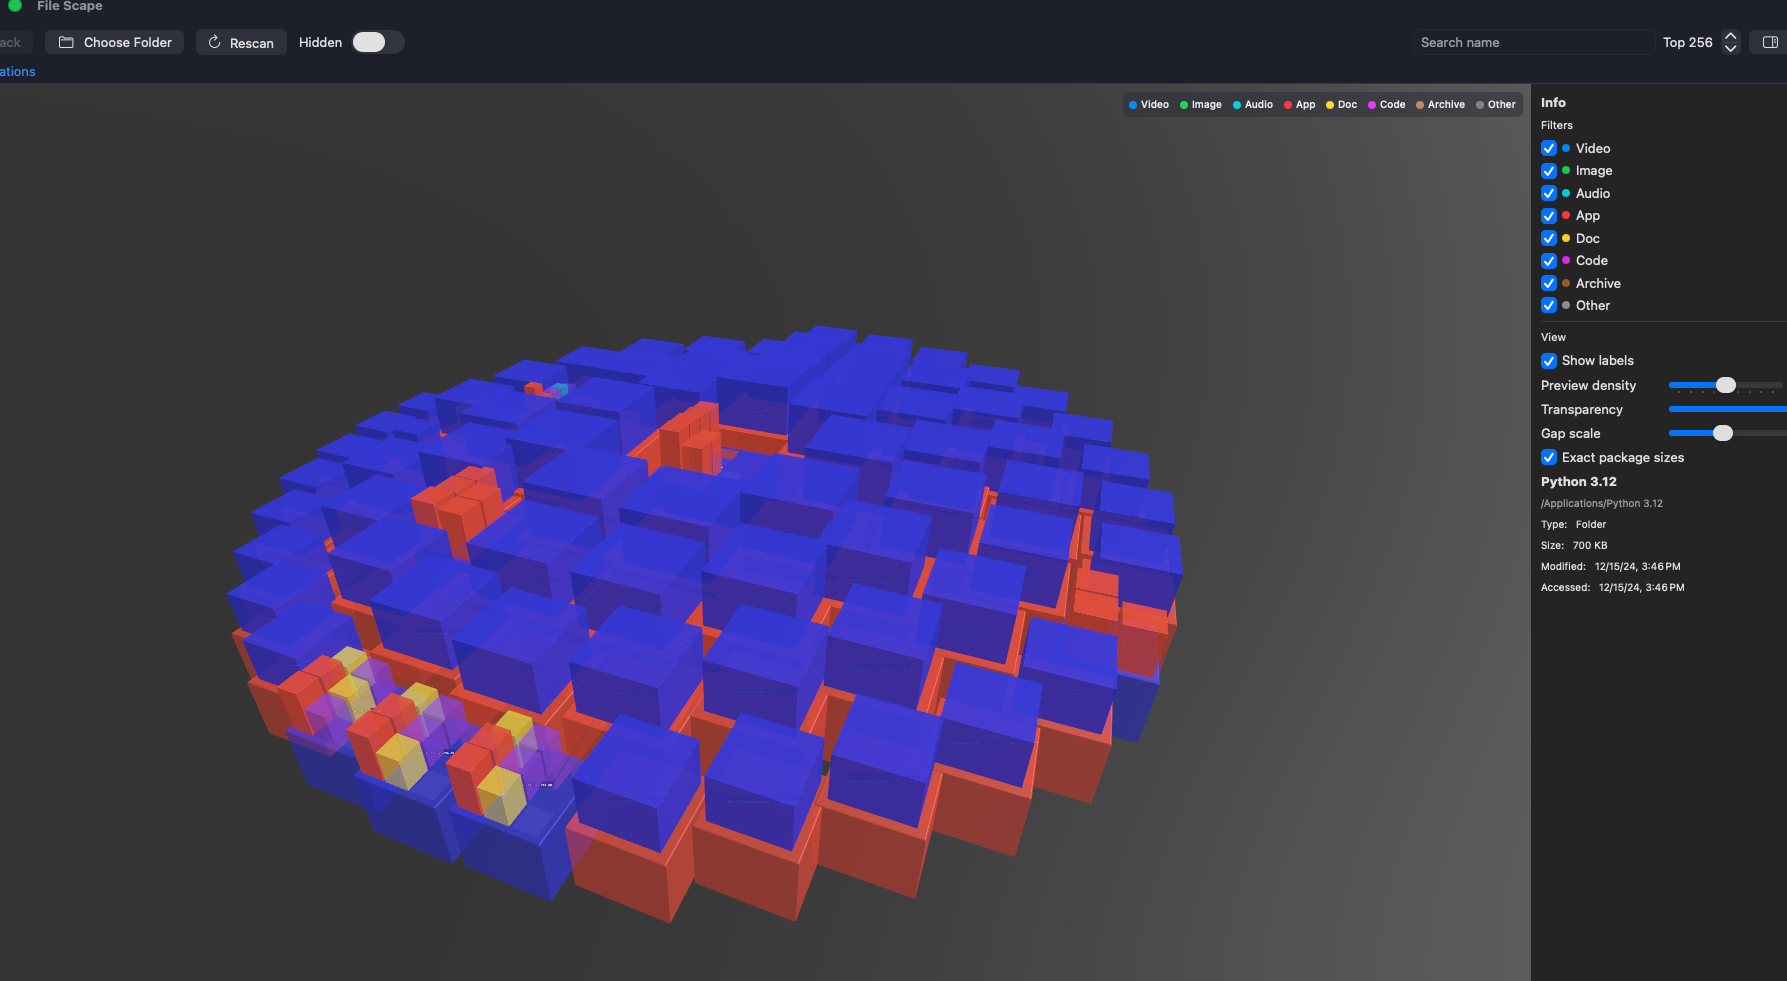 File Scape
ack
Choose Folder
Rescan
Hidden
Search name
Top 256
ations
Video Image Audio App Doc Code Archive Other
Info
Filters
Video
Image
Audio
App
Doc
Code
Archive
Other
View
Show labels
Preview density
Transparency
Gap scale
Exact package sizes
Python 3.12
/Applications/Python 3.12
Type: Folder
Size: 700 KB
Modified: 12/15/24, 3:46 PM
Accessed: 12/15/24, 3:46 PM